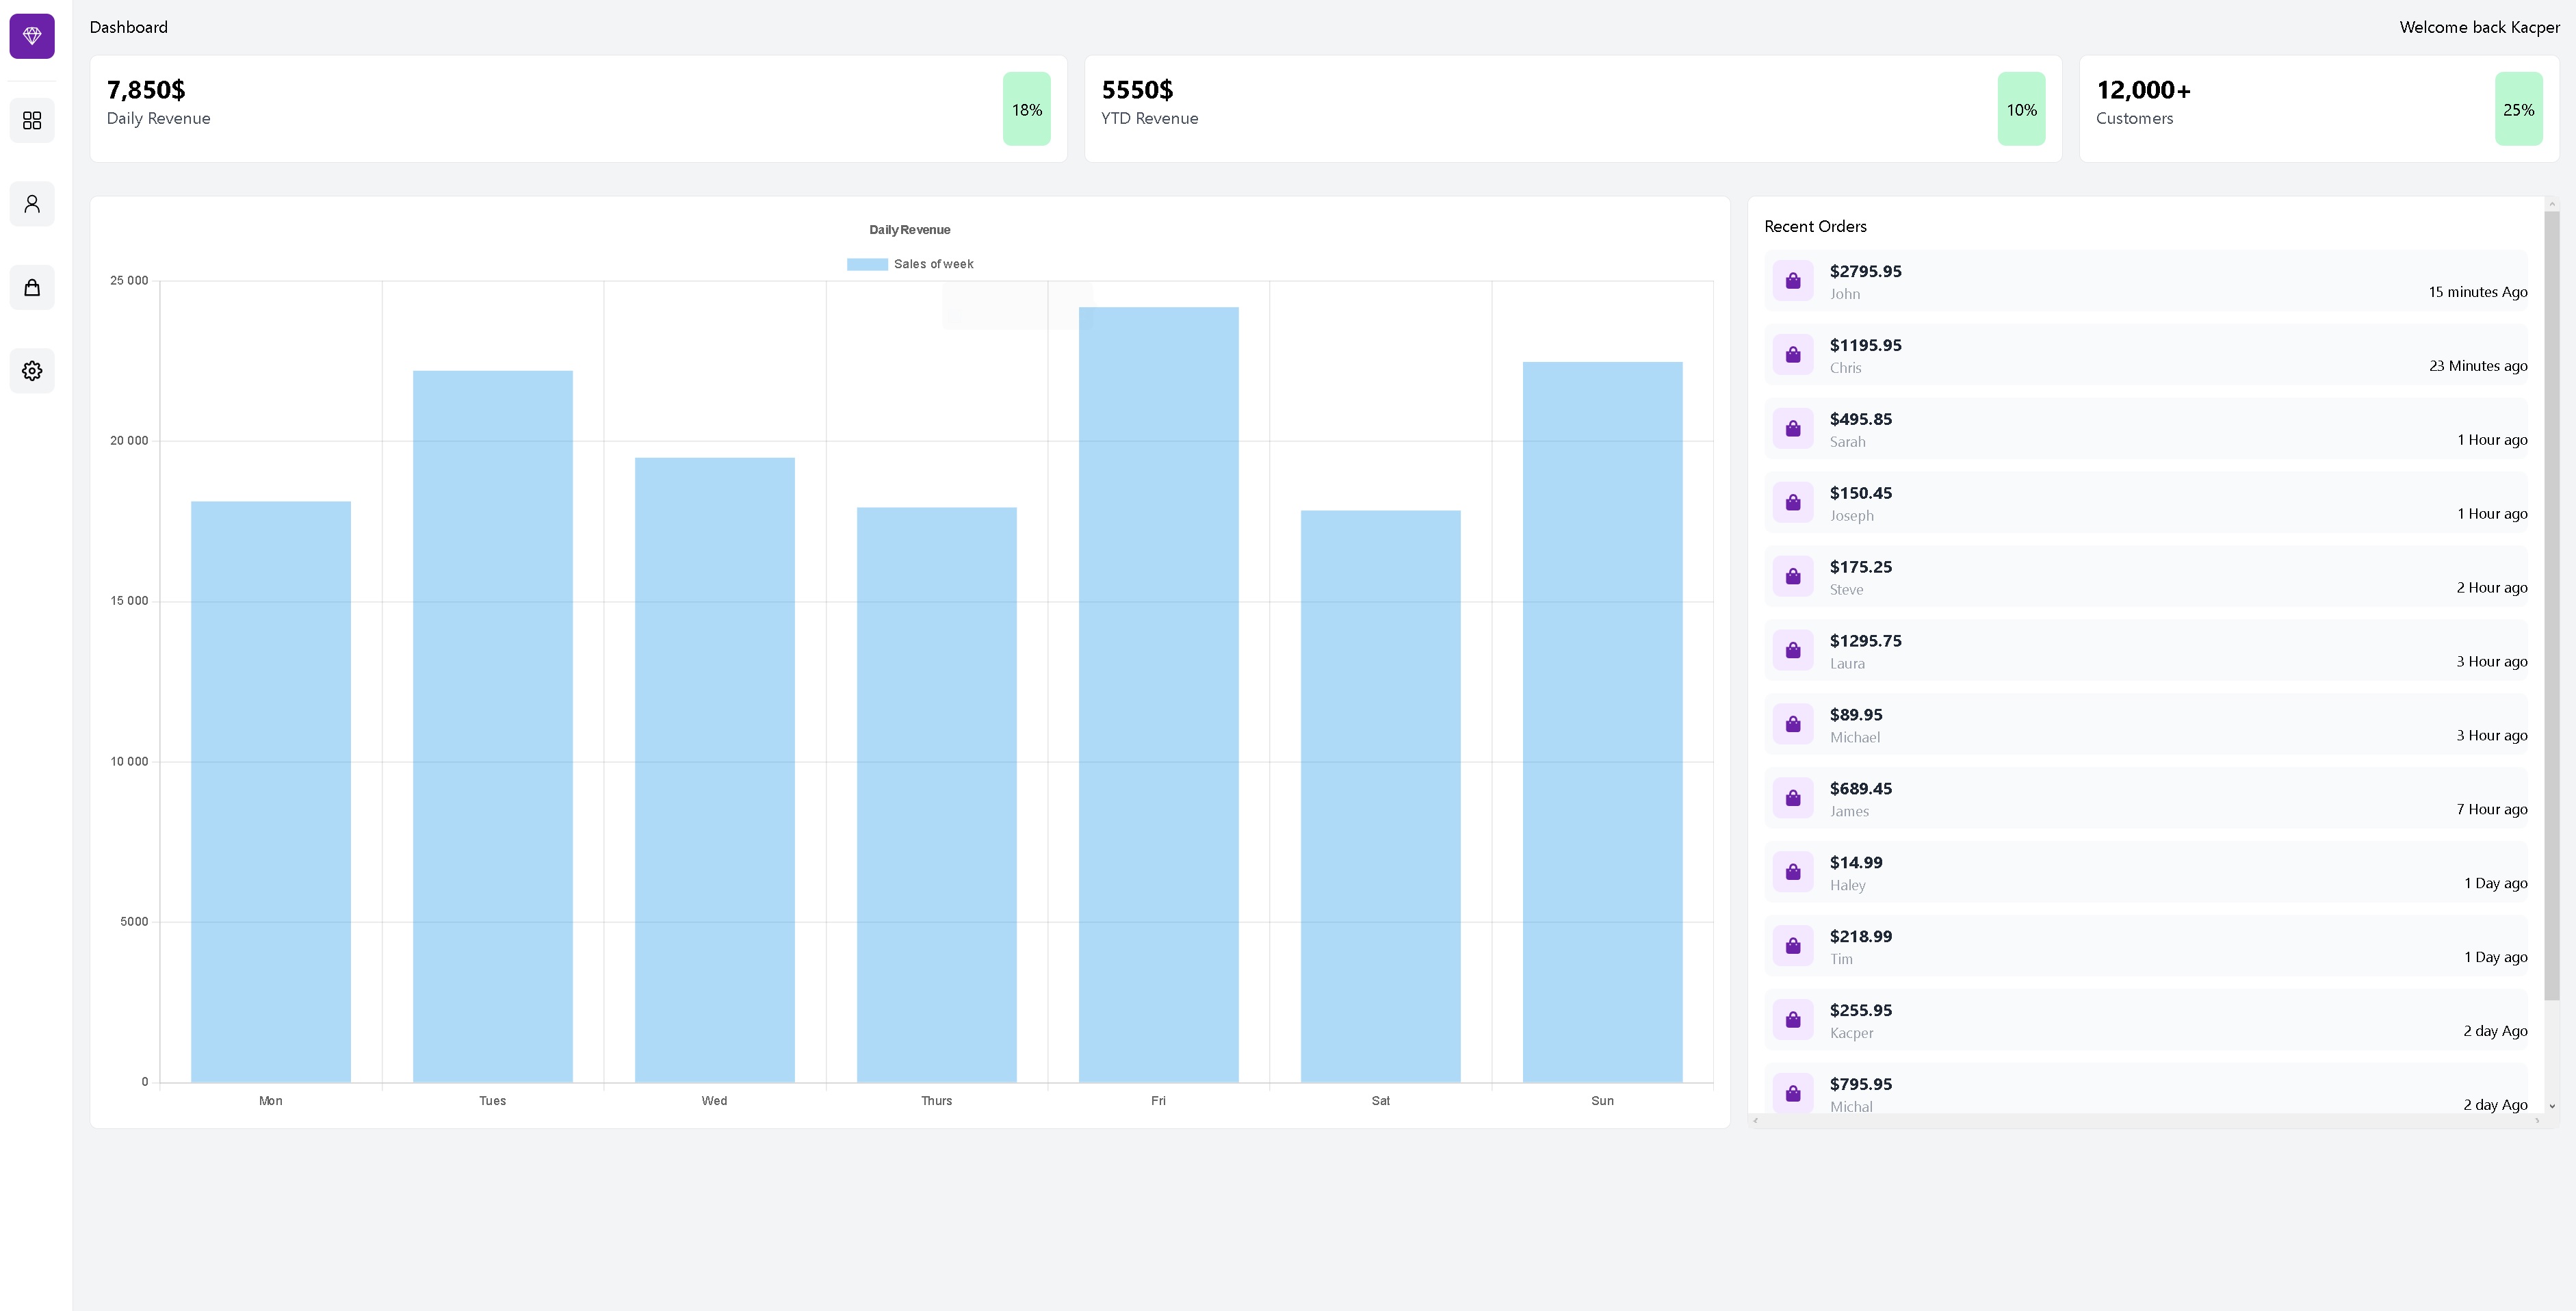 Dashboard
Welcome back Kacper
7,850$
Daily Revenue
18%
5550$
YTD Revenue
10%
12,000+
Customers
25%
Daily Revenue
Sales of week
25 000
20 000
15 000
10 000
5000
0
Mon
Tues
Wed
Thurs
Fri
Sat
Sun
Recent Orders
$2795.95
John
15 minutes Ago
$1195.95
Chris
23 Minutes ago
$495.85
Sarah
1 Hour ago
$150.45
Joseph
1 Hour ago
$175.25
Steve
2 Hour ago
$1295.75
Laura
3 Hour ago
$89.95
Michael
3 Hour ago
$689.45
James
7 Hour ago
$14.99
Haley
1 Day ago
$218.99
Tim
1 Day ago
$255.95
Kacper
2 day Ago
$795.95
Michal
2 day Ago